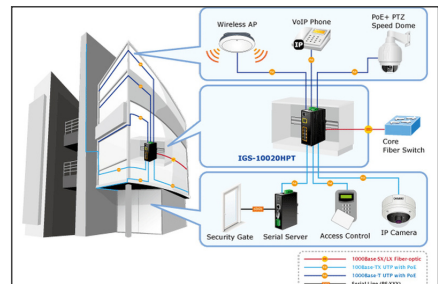 Wireless AP
VoIP Phone
PoE+ PTZ
Speed Dome
IP
IGS-10020HPT
Core
Fiber Switch
Security Gate
Serial Server
Access Control
IP Camera
1000Base-SX/LX Fiber-optic
100Base-TX UTP with PoE
1000Base-T UTP with PoE